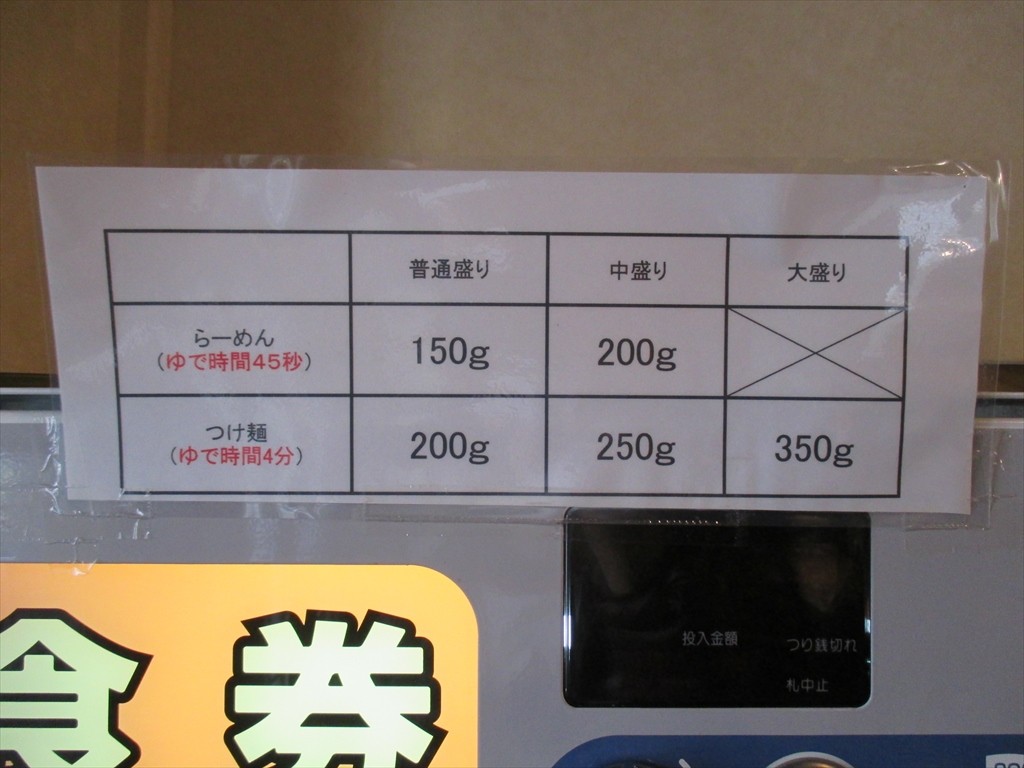 普通盛り 中盛り 大盛り
らーめん
(ゆで時間45秒)
150g 200g
つけ麺
(ゆで時間4分)
200g 250g 350g
投入金額 つり銭切れ
札中止
食券